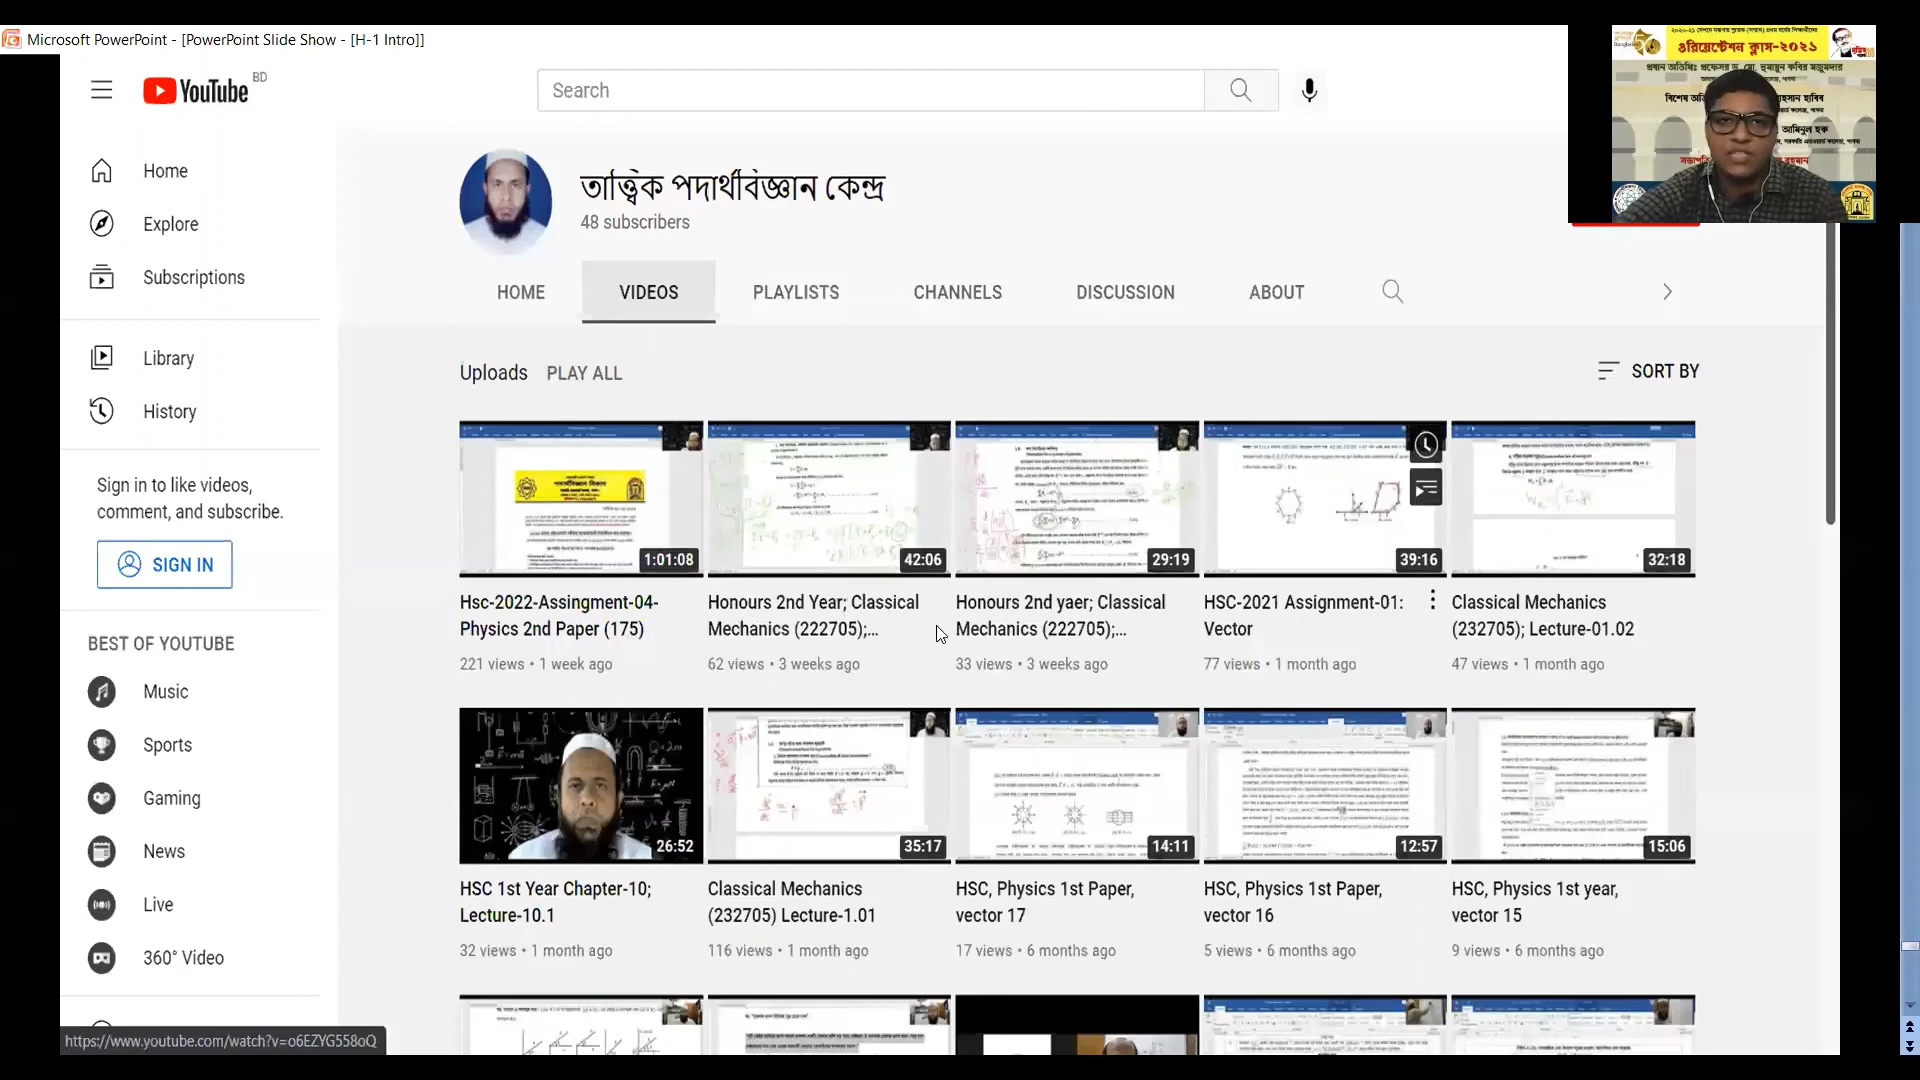 Microsoft PowerPoint - [PowerPoint Slide Show - [H-1 Intro]]
২০২০-২১ সেশনে
ওরিয়েন্টেশন ক্লাস-২০২১
প্রধান অতিথিঃ প্রফেসর ড. মো. হুমায়ুন কবির মজুমদার
YouTube BD
Search
Home
Explore
Subscriptions
Library
History
Sign in to like videos,
comment, and subscribe.
SIGN IN
BEST OF YOUTUBE
Music
Sports
Gaming
News
Live
360° Video
তাত্ত্বিক পদার্থবিজ্ঞান কেন্দ্র
48 subscribers
HOME VIDEOS PLAYLISTS CHANNELS DISCUSSION ABOUT
Uploads PLAY ALL SORT BY
1:01:08
Hsc-2022-Assingment-04-
Physics 2nd Paper (175)
221 views • 1 week ago
42:06
Honours 2nd Year; Classical
Mechanics (222705);...
62 views • 3 weeks ago
29:19
Honours 2nd yaer; Classical
Mechanics (222705);...
33 views • 3 weeks ago
39:16
HSC-2021 Assignment-01:
Vector
77 views • 1 month ago
32:18
Classical Mechanics
(232705); Lecture-01.02
47 views • 1 month ago
26:52
HSC 1st Year Chapter-10;
Lecture-10.1
32 views • 1 month ago
35:17
Classical Mechanics
(232705) Lecture-1.01
116 views • 1 month ago
14:11
HSC, Physics 1st Paper,
vector 17
17 views • 6 months ago
12:57
HSC, Physics 1st Paper,
vector 16
5 views • 6 months ago
15:06
HSC, Physics 1st year,
vector 15
9 views • 6 months ago
https://www.youtube.com/watch?v=o6EZYG558oQ